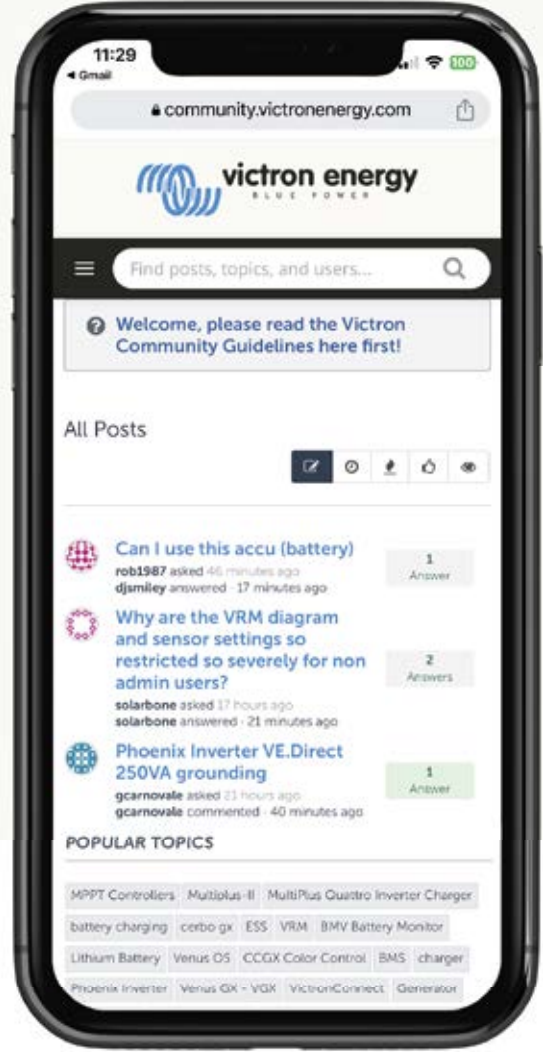 11:29
100
◀ Gmail
community.victronenergy.com
victron energy
BLUE POWER
Find posts, topics, and users...
Welcome, please read the Victron
Community Guidelines here first!
All Posts
Can I use this accu (battery)
rob1987 asked 46 minutes ago
djsmiley answered · 17 minutes ago
1
Answer
Why are the VRM diagram
and sensor settings so
restricted so severely for non
admin users?
solarbone asked 17 hours ago
solarbone answered · 21 minutes ago
2
Answers
Phoenix Inverter VE.Direct
250VA grounding
gcarnovale asked 21 hours ago
gcarnovale commented · 40 minutes ago
1
Answer
POPULAR TOPICS
MPPT Controllers Multiplus-II MultiPlus Quattro Inverter Charger
battery charging cerbo gx ESS VRM BMV Battery Monitor
Lithium Battery Venus OS CCGX Color Control BMS charger
Phoenix Inverter Venus GX - VGX VictronConnect Generator